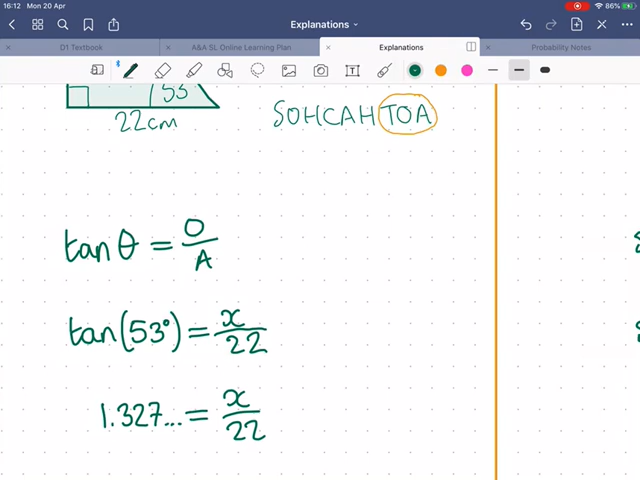 16:12 Mon 20 Apr
86%
Explanations
D1 Textbook
A&A SL Online Learning Plan
Explanations
Probability Notes
53
22cm
SOHCAHTOA
tan θ = O/A
tan(53°) = x/22
1.327... = x/22